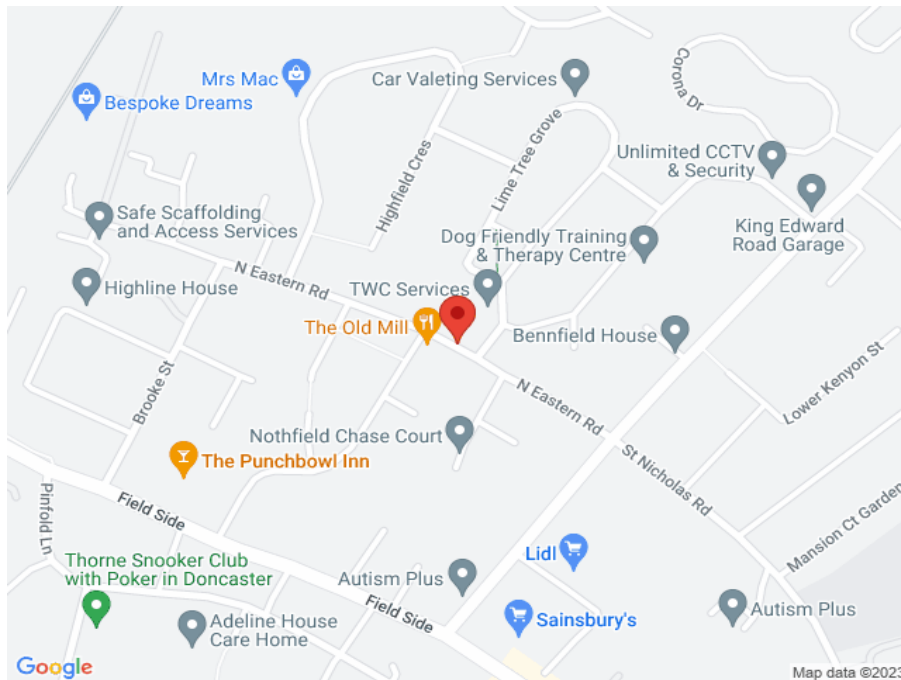 Mrs Mac
Bespoke Dreams
Car Valeting Services
Corona Dr
Lime Tree Grove
Highfield Cres
Unlimited CCTV
& Security
Safe Scaffolding
and Access Services
King Edward
Road Garage
Dog Friendly Training
& Therapy Centre
N Eastern Rd
Highline House
TWC Services
The Old Mill
Bennfield House
Lower Kenyon St
Brooke St
N Eastern Rd
Nothfield Chase Court
St Nicholas Rd
The Punchbowl Inn
Pinfold Ln
Field Side
Mansion Ct Garden
Lidl
Thorne Snooker Club
with Poker in Doncaster
Autism Plus
Field Side
Sainsbury's
Autism Plus
Adeline House
Care Home
Google
Map data ©2023